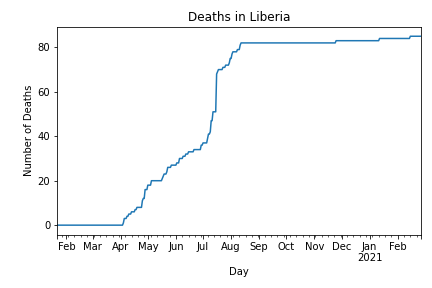 Deaths in Liberia
Number of Deaths
80
60
40
20
0
Feb Mar Apr May Jun Jul Aug Sep Oct Nov Dec Jan Feb
2021
Day